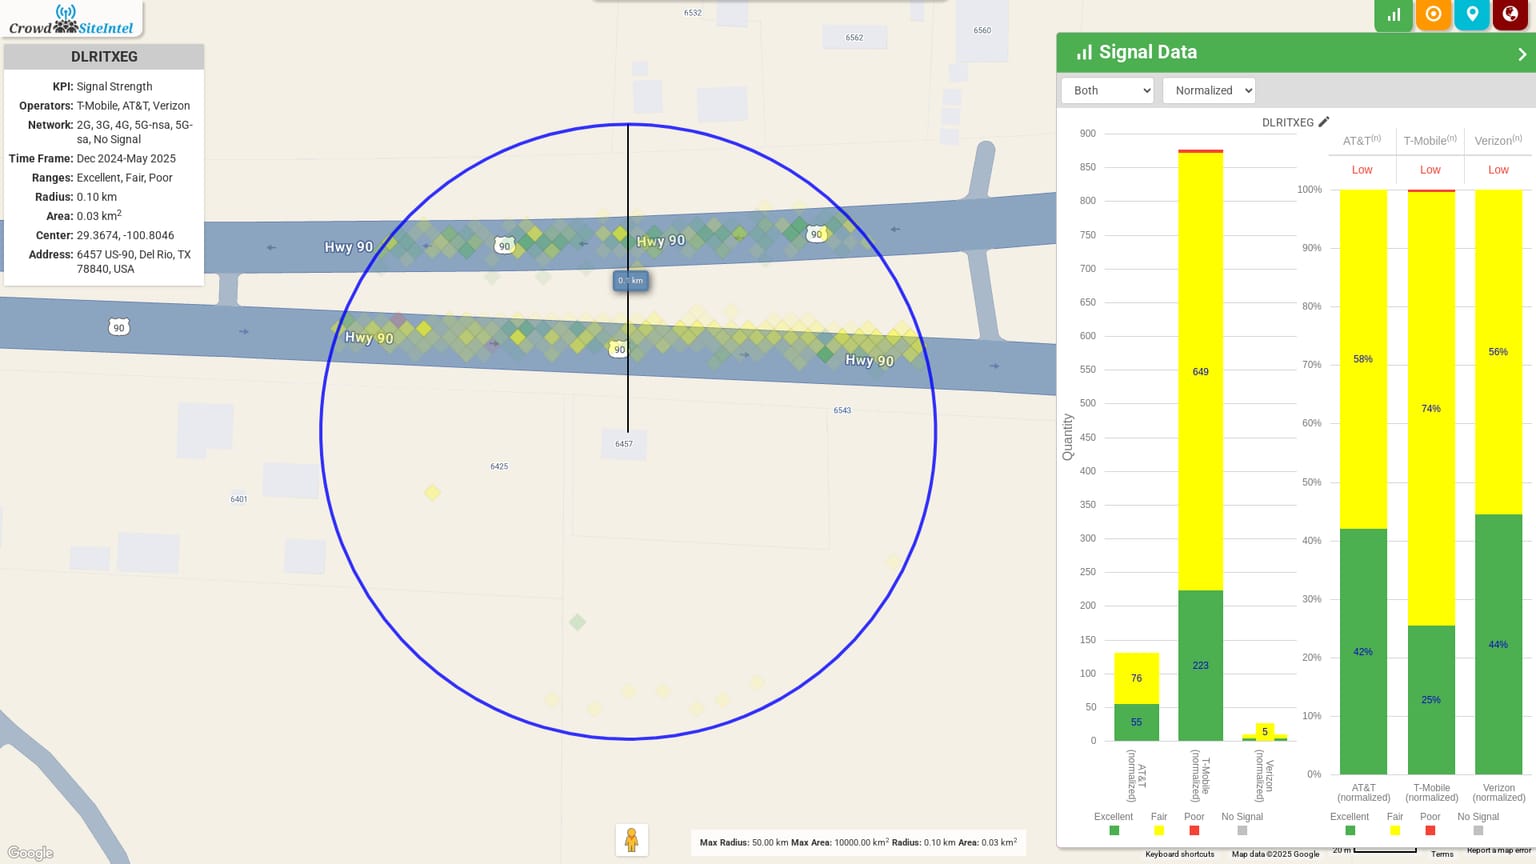 Crowd SiteIntel
DLRITXEG
KPI: Signal Strength
Operators: T-Mobile, AT&T, Verizon
Network: 2G, 3G, 4G, 5G-nsa, 5G-
sa, No Signal
Time Frame: Dec 2024-May 2025
Ranges: Excellent, Fair, Poor
Radius: 0.10 km
Area: 0.03 km²
Center: 29.3674, -100.8046
Address: 6457 US-90, Del Rio, TX
78840, USA
6532
6562
6560
Hwy 90
90
Hwy 90
90
0.1 km
90
Hwy 90
90
Hwy 90
6543
6457
6425
6401
Google
Max Radius: 50.00 km Max Area: 10000.00 km² Radius: 0.10 km Area: 0.03 km²
Keyboard shortcuts
Map data ©2025 Google
20 m
Terms
Report a map error
Signal Data
Both
Normalized
DLRITXEG
Quantity
900
850
800
750
700
650
600
550
500
450
400
350
300
250
200
150
100
50
0
76
55
649
223
5
AT&T
(normalized)
T-Mobile
(normalized)
Verizon
(normalized)
Excellent
Fair
Poor
No Signal
AT&T(n)
T-Mobile(n)
Verizon(n)
Low
Low
Low
100%
90%
80%
70%
60%
50%
40%
30%
20%
10%
0%
58%
42%
74%
25%
56%
44%
AT&T
(normalized)
T-Mobile
(normalized)
Verizon
(normalized)
Excellent
Fair
Poor
No Signal